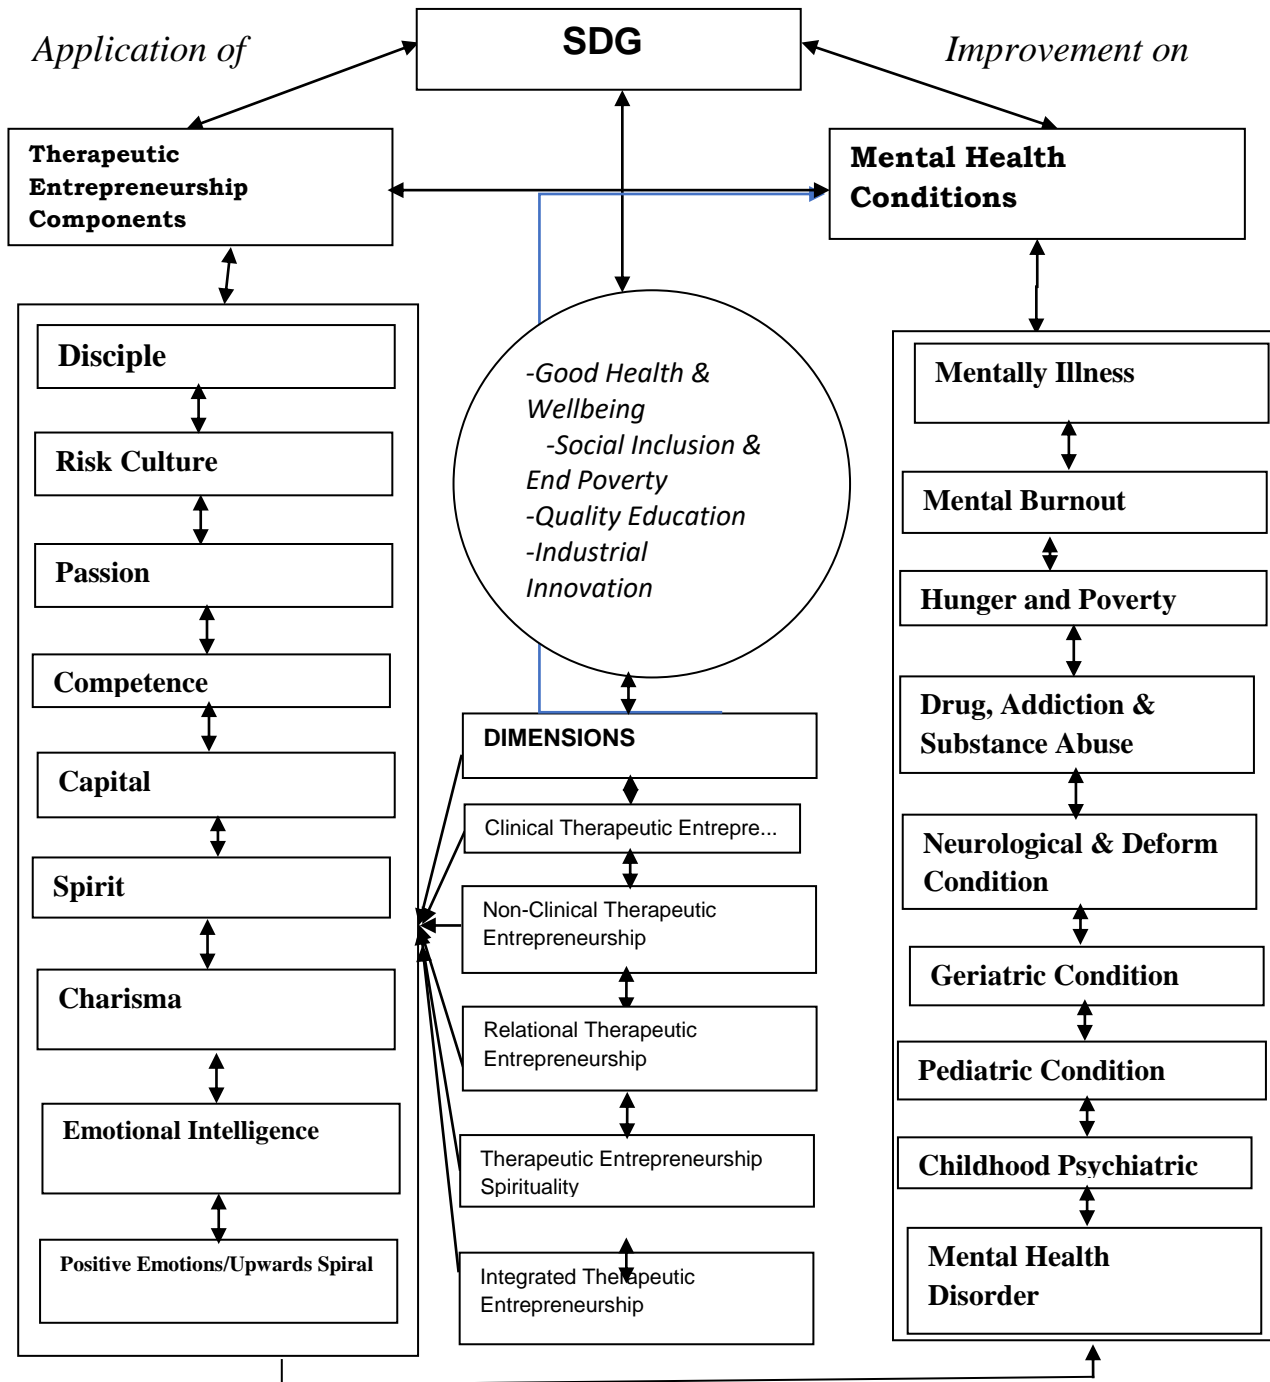 SDG
Application of
Improvement on
Therapeutic
Entrepreneurship
Components
Mental Health
Conditions
Disciple
Risk Culture
Passion
Competence
Capital
Spirit
Charisma
Emotional Intelligence
Positive Emotions/Upwards Spiral
-Good Health &
Wellbeing
-Social Inclusion &
End Poverty
-Quality Education
-Industrial
Innovation
DIMENSIONS
Clinical Therapeutic Entrepre...
Non-Clinical Therapeutic
Entrepreneurship
Relational Therapeutic
Entrepreneurship
Therapeutic Entrepreneurship
Spirituality
Integrated Therapeutic
Entrepreneurship
Mentally Illness
Mental Burnout
Hunger and Poverty
Drug, Addiction &
Substance Abuse
Neurological & Deform
Condition
Geriatric Condition
Pediatric Condition
Childhood Psychiatric
Mental Health
Disorder